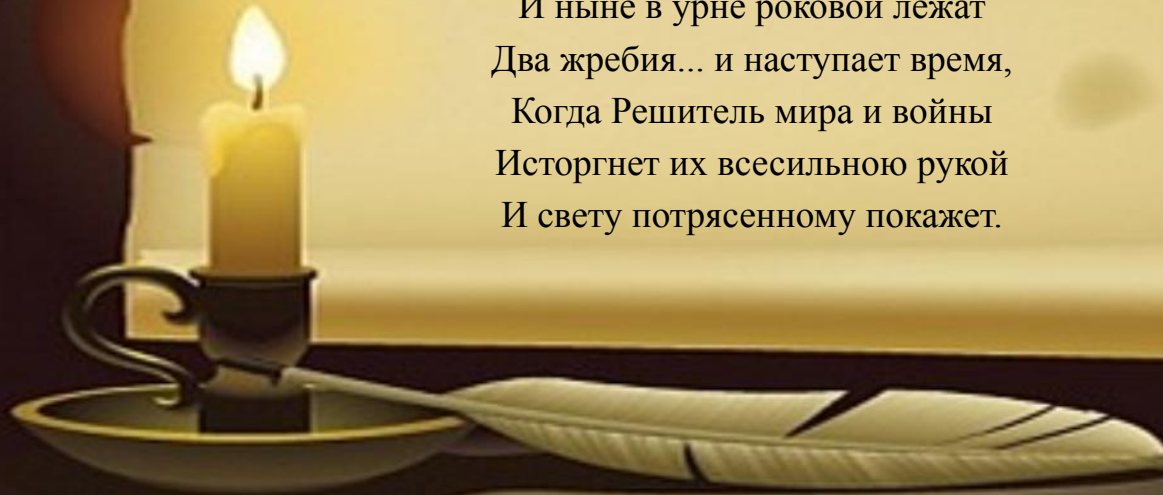 И ныне в урне роковой лежат
Два жребия... и наступает время,
Когда Решитель мира и войны
Исторгнет их всесильною рукой
И свету потрясенному покажет.